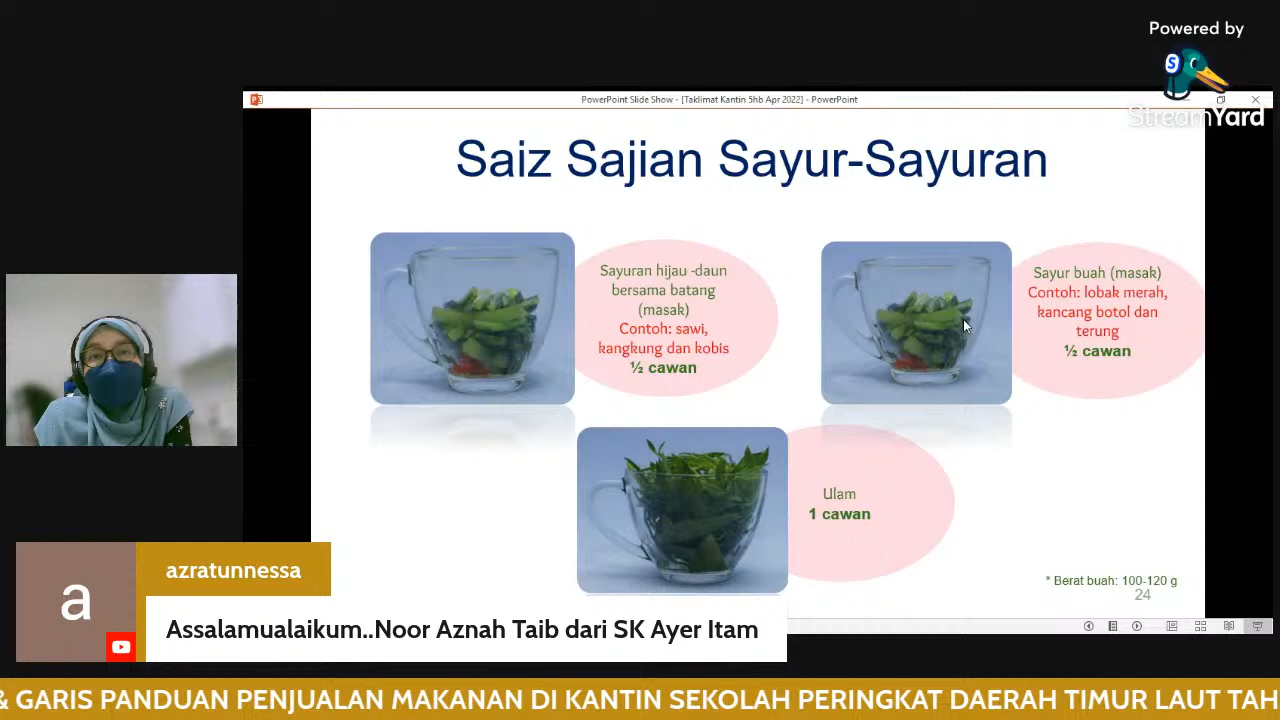 Powered by
StreamYard
PowerPoint Slide Show - [Taklimat Kantin 5hb Apr 2022] - PowerPoint
Saiz Sajian Sayur-Sayuran
Sayuran hijau -daun
bersama batang
(masak)
Contoh: sawi,
kangkung dan kobis
½ cawan
Sayur buah (masak)
Contoh: lobak merah,
kancang botol dan
terung
½ cawan
Ulam
1 cawan
* Berat buah: 100-120 g
24
a
azratunnessa
Assalamualaikum..Noor Aznah Taib dari SK Ayer Itam
& GARIS PANDUAN PENJUALAN MAKANAN DI KANTIN SEKOLAH PERINGKAT DAERAH TIMUR LAUT TAH